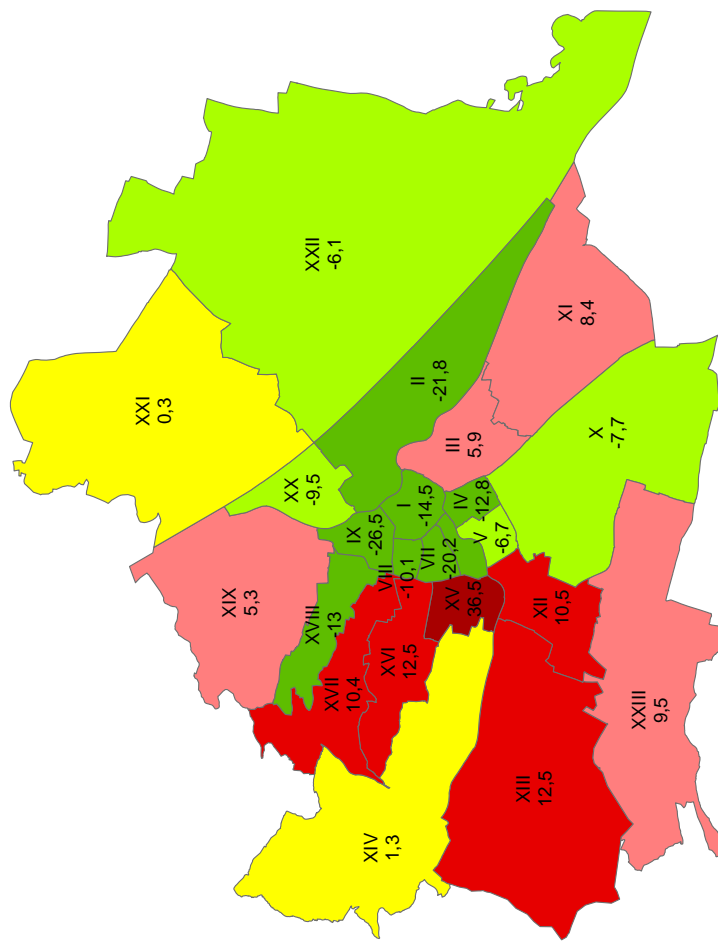 XXI
0,3
XIX
5,3
XX
-9,5
XXII
-6,1
XVIII
-13
XVII
10,4
IX
-26,5
XIV
1,3
XVI
12,5
VIII
-10,1
I
-14,5
II
-21,8
VII
-20,2
XV
36,5
III
5,9
IV
-12,8
V
-6,7
XIII
12,5
XII
10,5
XI
8,4
X
-7,7
XXIII
9,5